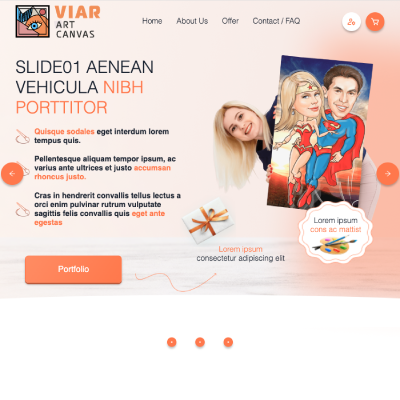 VIAR
ART
CANVAS
Home About Us Offer Contact / FAQ
SLIDE01 AENEAN
VEHICULA NIBH
PORTTITOR
Quisque sodales eget interdum lorem
tempus quis.
Pellentesque aliquam tempor ipsum, ac
varius ante ultrices et justo accumsan
rhoncus justo.
Cras in hendrerit convallis tellus lectus a
orci enim pulvinar rutrum vulputate
sagittis felis convallis quis eget ante
egestas
Lorem ipsum
cons ac mattist
Lorem ipsum
consectetur adipiscing elit
Portfolio